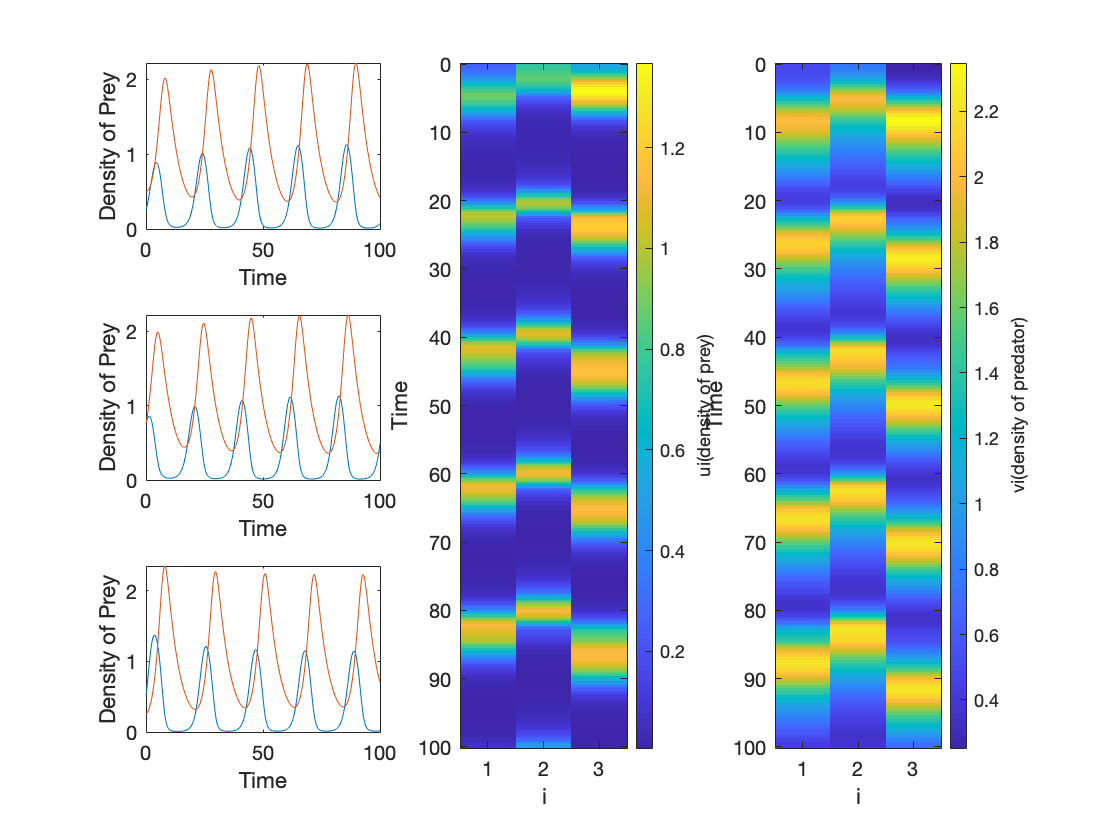 Density of Prey
2
1
0
0 50 100
Time
Density of Prey
2
1
0
0 50 100
Time
Density of Prey
2
1
0
0 50 100
Time
Time
0
10
20
30
40
50
60
70
80
90
100
1 2 3
i
1.2
1
0.8
0.6
0.4
0.2
ui(density of prey)
Time
0
10
20
30
40
50
60
70
80
90
100
1 2 3
i
2.2
2
1.8
1.6
1.4
1.2
1
0.8
0.6
0.4
vi(density of predator)